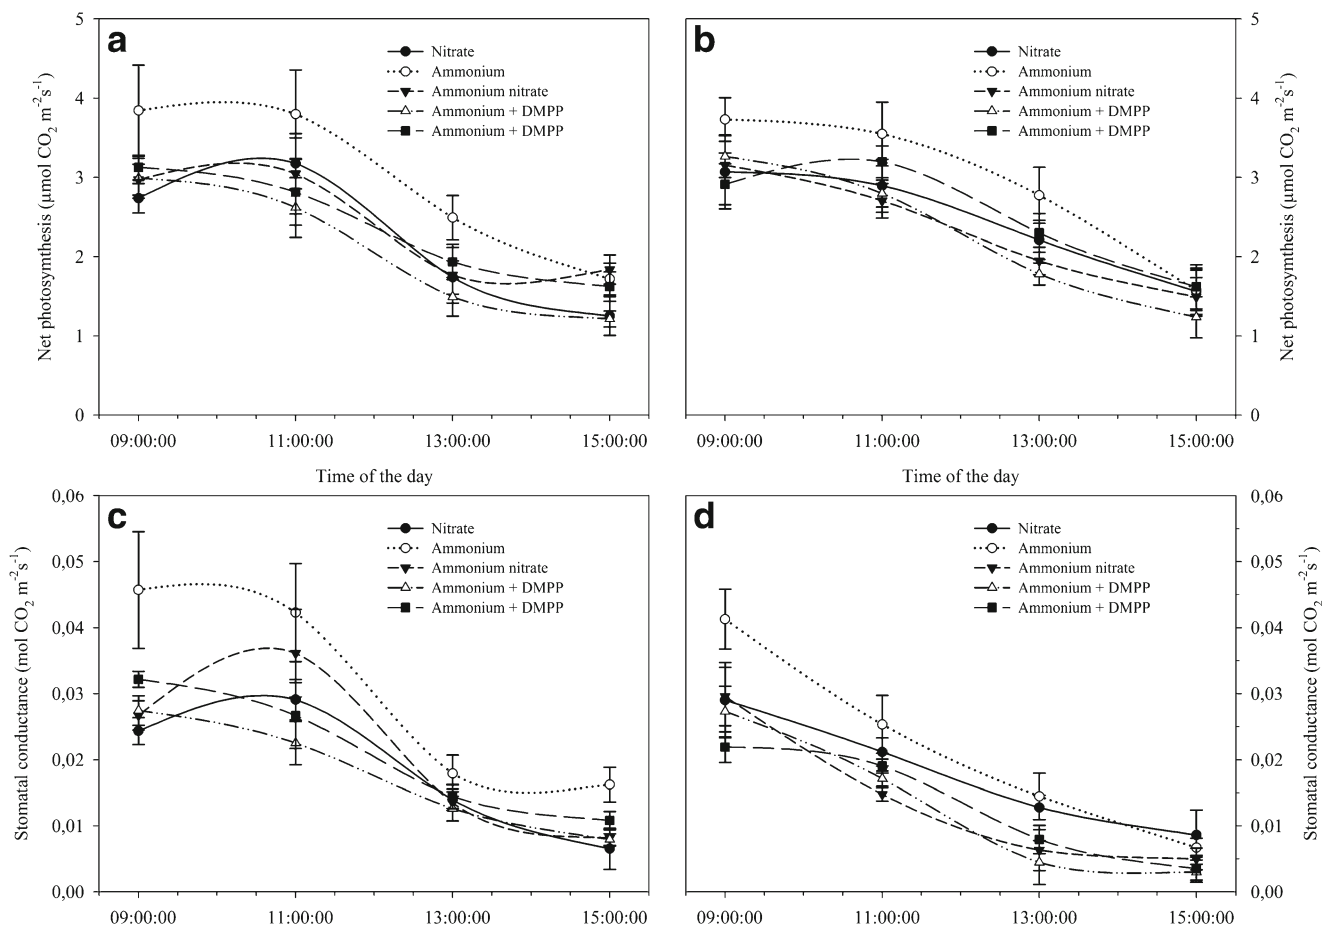 a
Nitrate
Ammonium
Ammonium nitrate
Ammonium + DMPP
Ammonium + DMPP
Net photosymthesis (µmol CO2 m-2s-1)
5
4
3
2
1
0
09:00:00 11:00:00 13:00:00 15:00:00
Time of the day
b
Nitrate
Ammonium
Ammonium nitrate
Ammonium + DMPP
Ammonium + DMPP
5
4
3
2
1
0
Net photosymthesis (µmol CO2 m-2s-1)
09:00:00 11:00:00 13:00:00 15:00:00
Time of the day
c
Nitrate
Ammonium
Ammonium nitrate
Ammonium + DMPP
Ammonium + DMPP
Stomatal conductance (mol CO2 m-2s-1)
0,06
0,05
0,04
0,03
0,02
0,01
0,00
09:00:00 11:00:00 13:00:00 15:00:00
d
Nitrate
Ammonium
Ammonium nitrate
Ammonium + DMPP
Ammonium + DMPP
0,06
0,05
0,04
0,03
0,02
0,01
0,00
Stomatal conductance (mol CO2 m-2s-1)
09:00:00 11:00:00 13:00:00 15:00:00